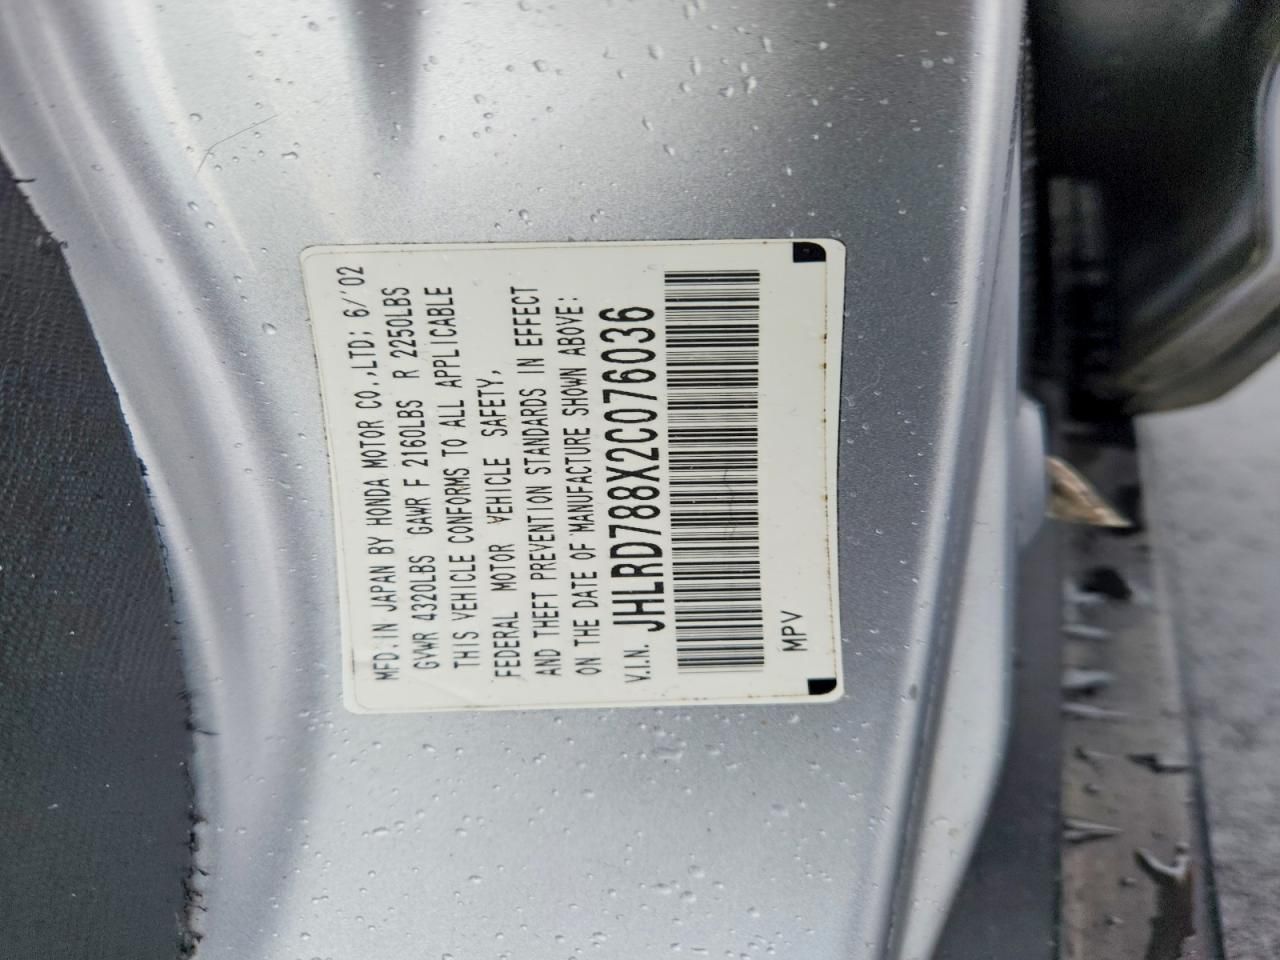 MFD.IN JAPAN BY HONDA MOTOR CO.,LTD; 6/'02
GVWR 4320LBS GAWR F 2160LBS R 2250LBS
THIS VEHICLE CONFORMS TO ALL APPLICABLE
FEDERAL MOTOR VEHICLE SAFETY,
AND THEFT PREVENTION STANDARDS IN EFFECT
ON THE DATE OF MANUFACTURE SHOWN ABOVE:
V.I.N. JHLRD788X2C076036
MPV